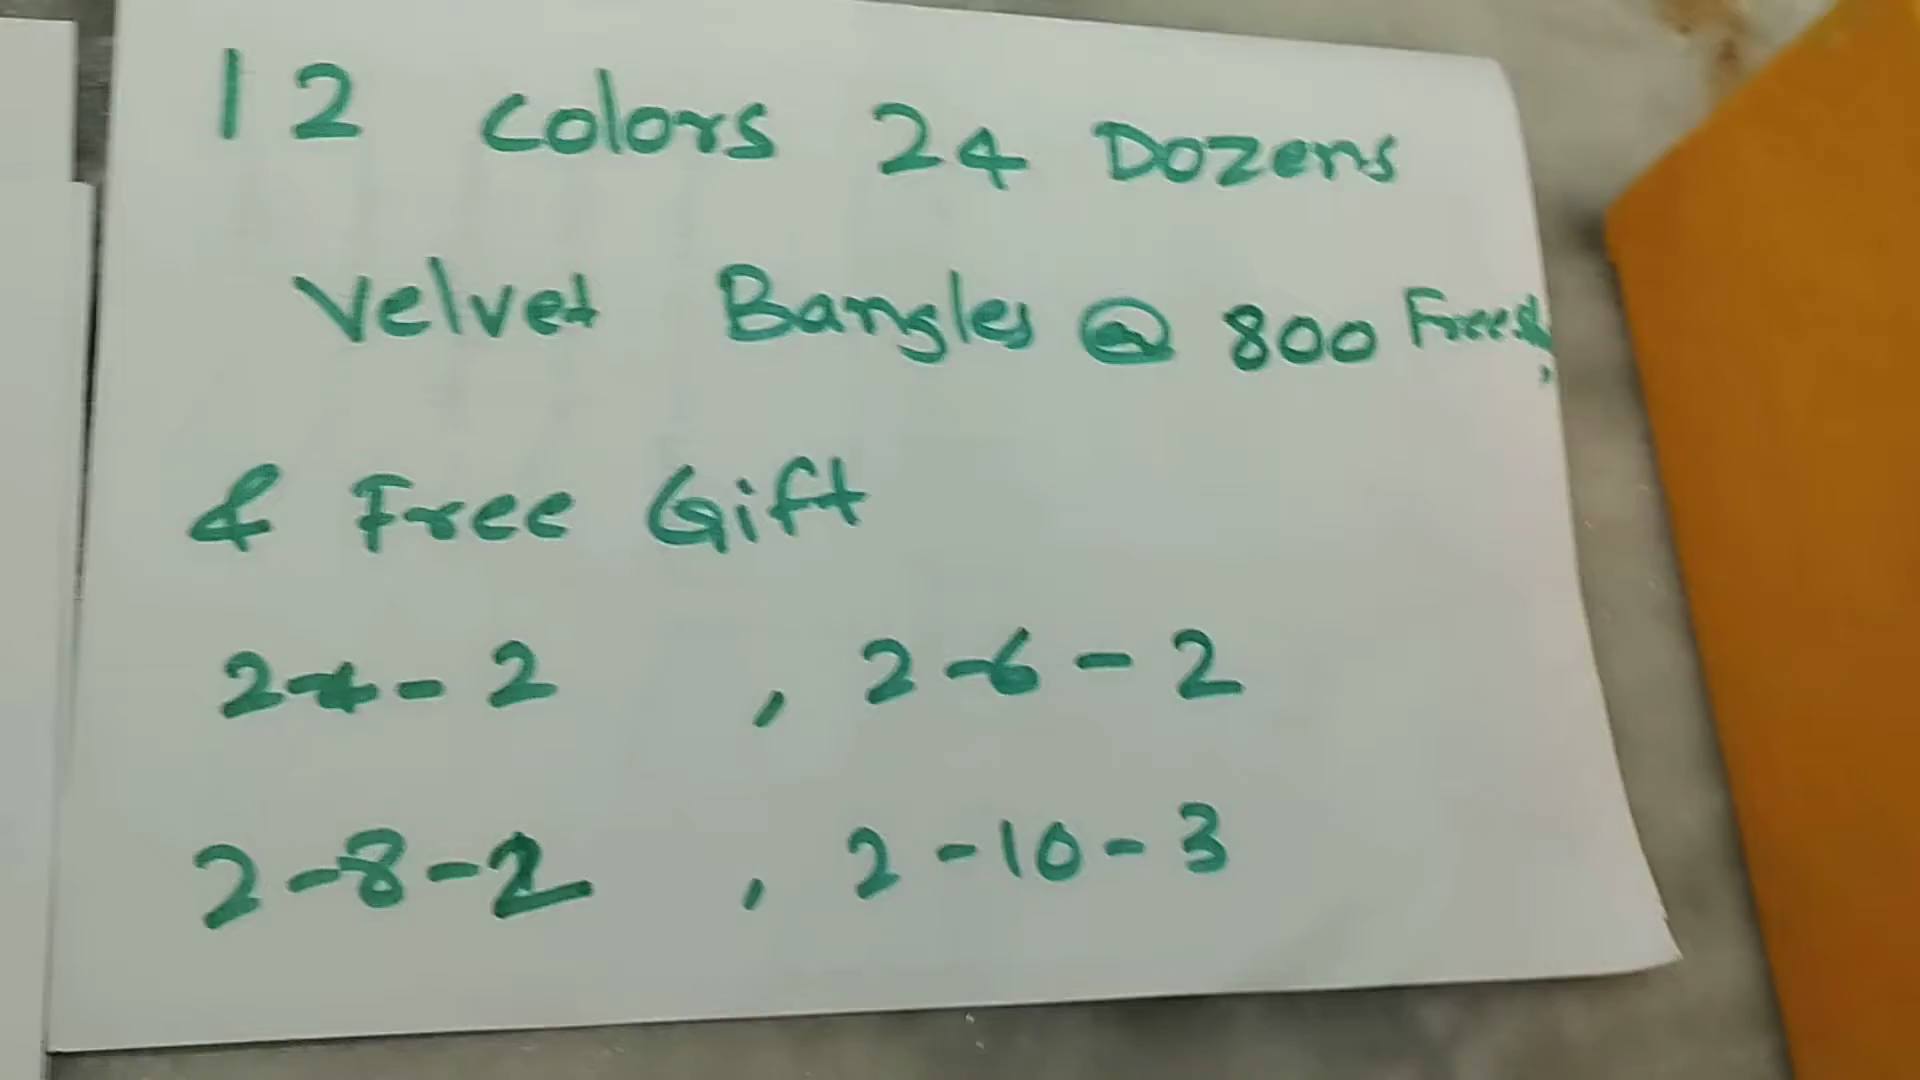 12 Colors 24 Dozens
Velvet Bangles @ 800 Free
& Free Gift
2-4-2 , 2-6-2
2-8-2 , 2-10-3